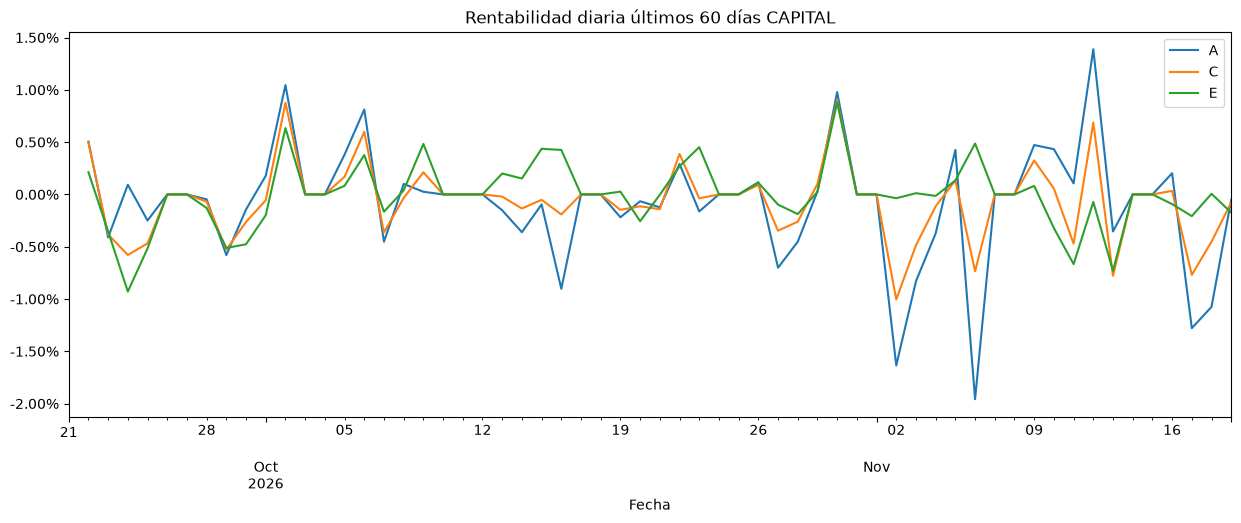 Rentabilidad diaria últimos 60 días CAPITAL
1.50%
1.00%
0.50%
0.00%
-0.50%
-1.00%
-1.50%
-2.00%
A
C
E
21 28 05 12 19 26 02 09 16
Oct Nov
2026
Fecha